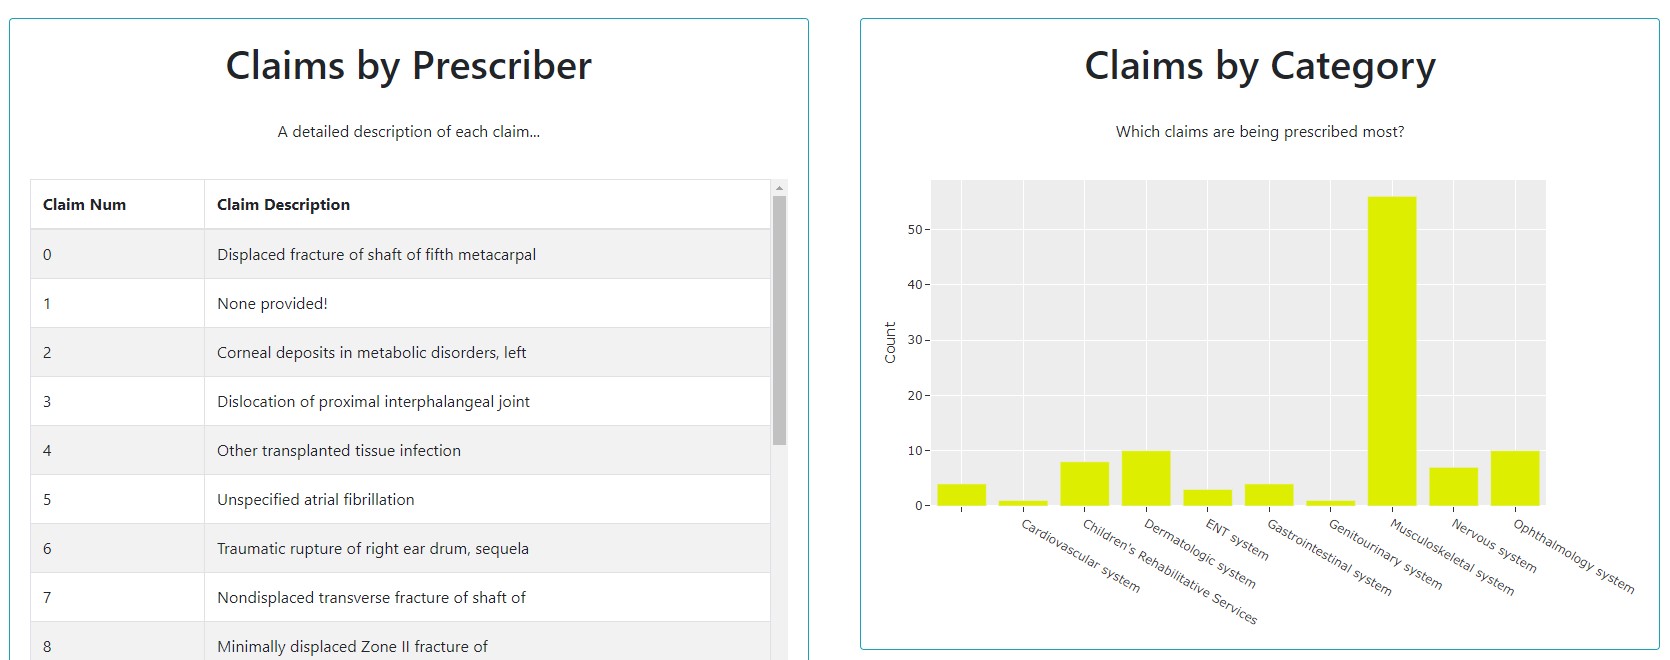 Claims by Prescriber
A detailed description of each claim...
Claim Num Claim Description
0 Displaced fracture of shaft of fifth metacarpal
1 None provided!
2 Corneal deposits in metabolic disorders, left
3 Dislocation of proximal interphalangeal joint
4 Other transplanted tissue infection
5 Unspecified atrial fibrillation
6 Traumatic rupture of right ear drum, sequela
7 Nondisplaced transverse fracture of shaft of
8 Minimally displaced Zone II fracture of
Claims by Category
Which claims are being prescribed most?
Count
50
40
30
20
10
0
Cardiovascular system
Children's Rehabilitative Services
Dermatologic system
ENT system
Gastrointestinal system
Genitourinary system
Musculoskeletal system
Nervous system
Ophthalmology system